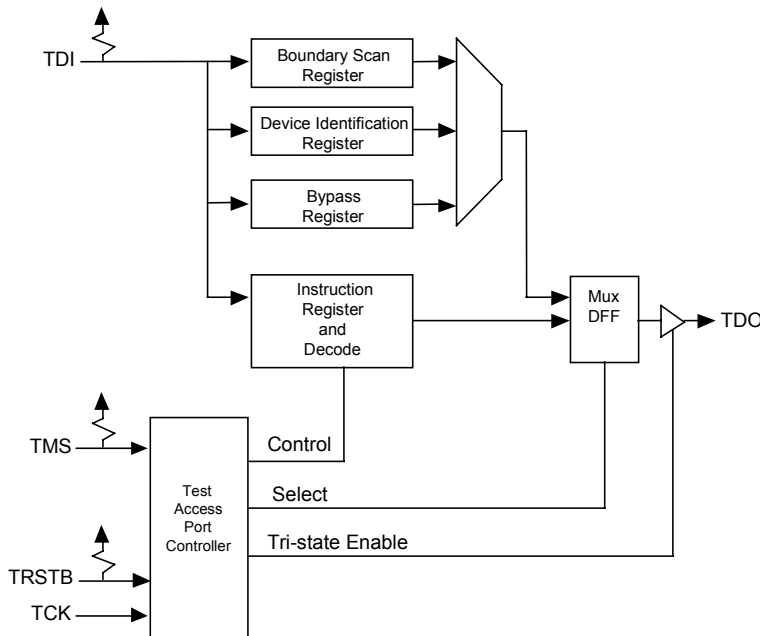 TDI
Boundary Scan
Register
Device Identification
Register
Bypass
Register
Instruction
Register
and
Decode
Mux
DFF
TDO
TMS
Control
Test
Access
Port
Controller
Select
Tri-state Enable
TRSTB
TCK